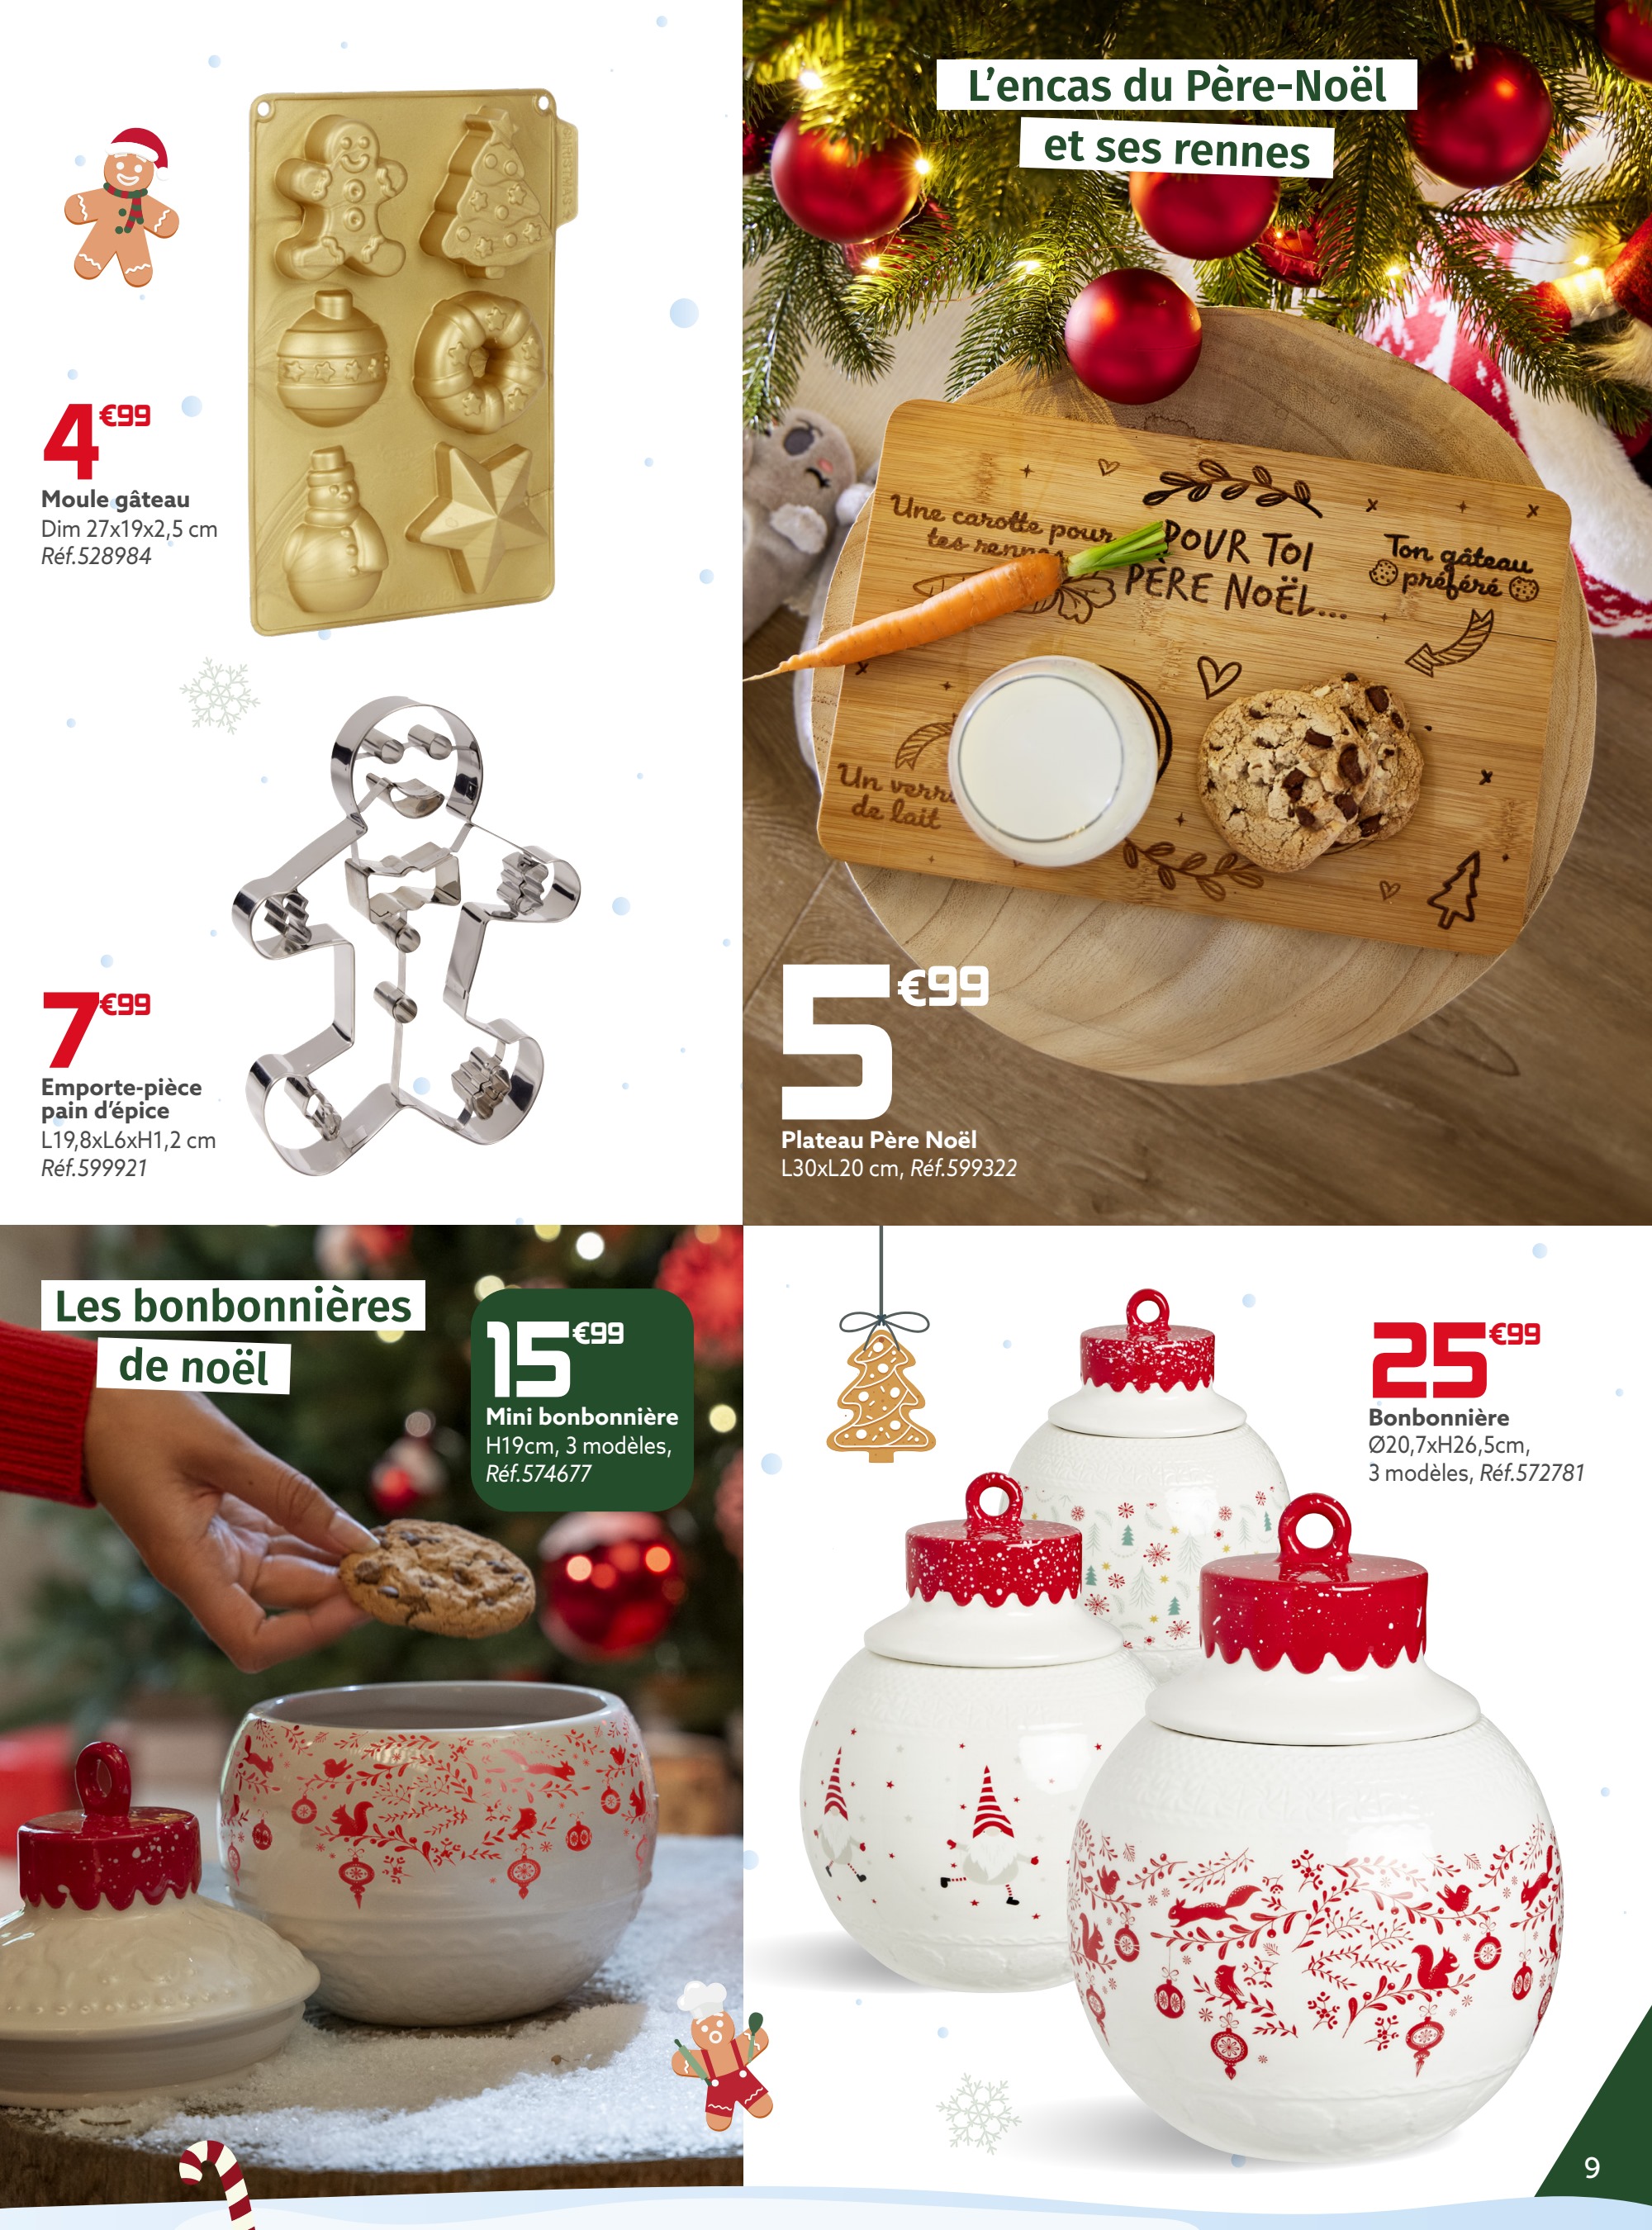 4€99
Moule gâteau
Dim 27x19x2,5 cm
Réf.528984
7€99
Emporte-pièce
pain d'épice
L19,8xL6xH1,2 cm
Réf.599921
L'encas du Père-Noël
et ses rennes
Une carotte pour
tes rennes
POUR TOI
PÈRE NOËL...
Ton gâteau
préféré
Un verre
de lait
5€99
Plateau Père Noël
L30xL20 cm, Réf.599322
Les bonbonnières
de noël
15€99
Mini bonbonnière
H19cm, 3 modèles,
Réf.574677
25€99
Bonbonnière
Ø20,7xH26,5cm,
3 modèles, Réf.572781
9